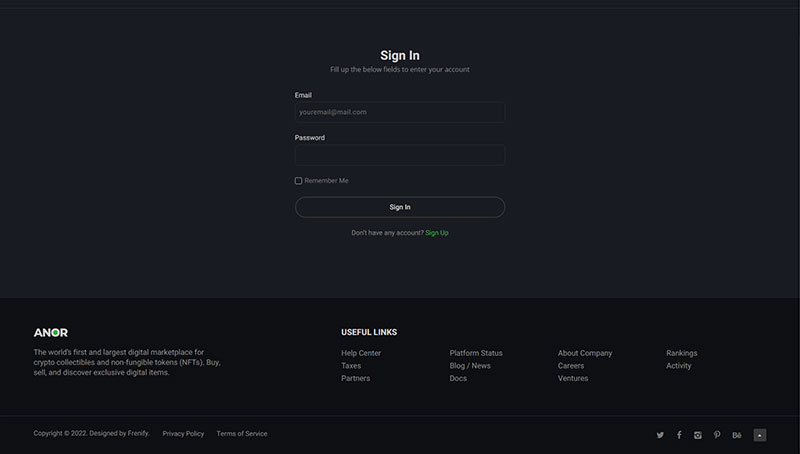 Sign In
Fill up the below fields to enter your account
Email
youremail@mail.com
Password
Remember Me
Sign In
Don't have any account? Sign Up
ANOR
The world's first and largest digital marketplace for
crypto collectibles and non-fungible tokens (NFTs). Buy,
sell, and discover exclusive digital items.
USEFUL LINKS
Help Center
Taxes
Partners
Platform Status
Blog / News
Docs
About Company
Careers
Ventures
Rankings
Activity
Copyright © 2022. Designed by Frenify.
Privacy Policy
Terms of Service
Bē